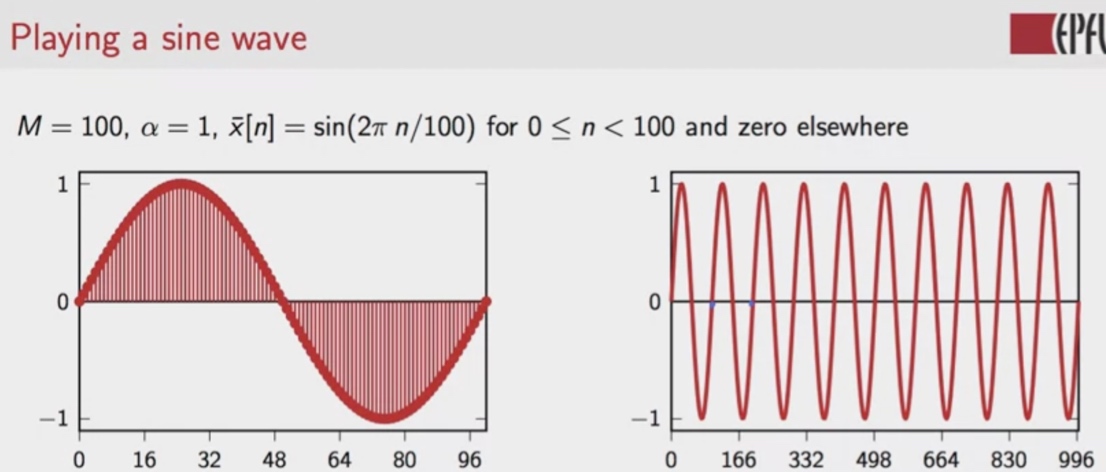 Playing a sine wave
EPFL
M = 100, α = 1, x̄[n] = sin(2π n/100) for 0 ≤ n < 100 and zero elsewhere
1
0
−1
0 16 32 48 64 80 96
1
0
−1
0 166 332 498 664 830 996